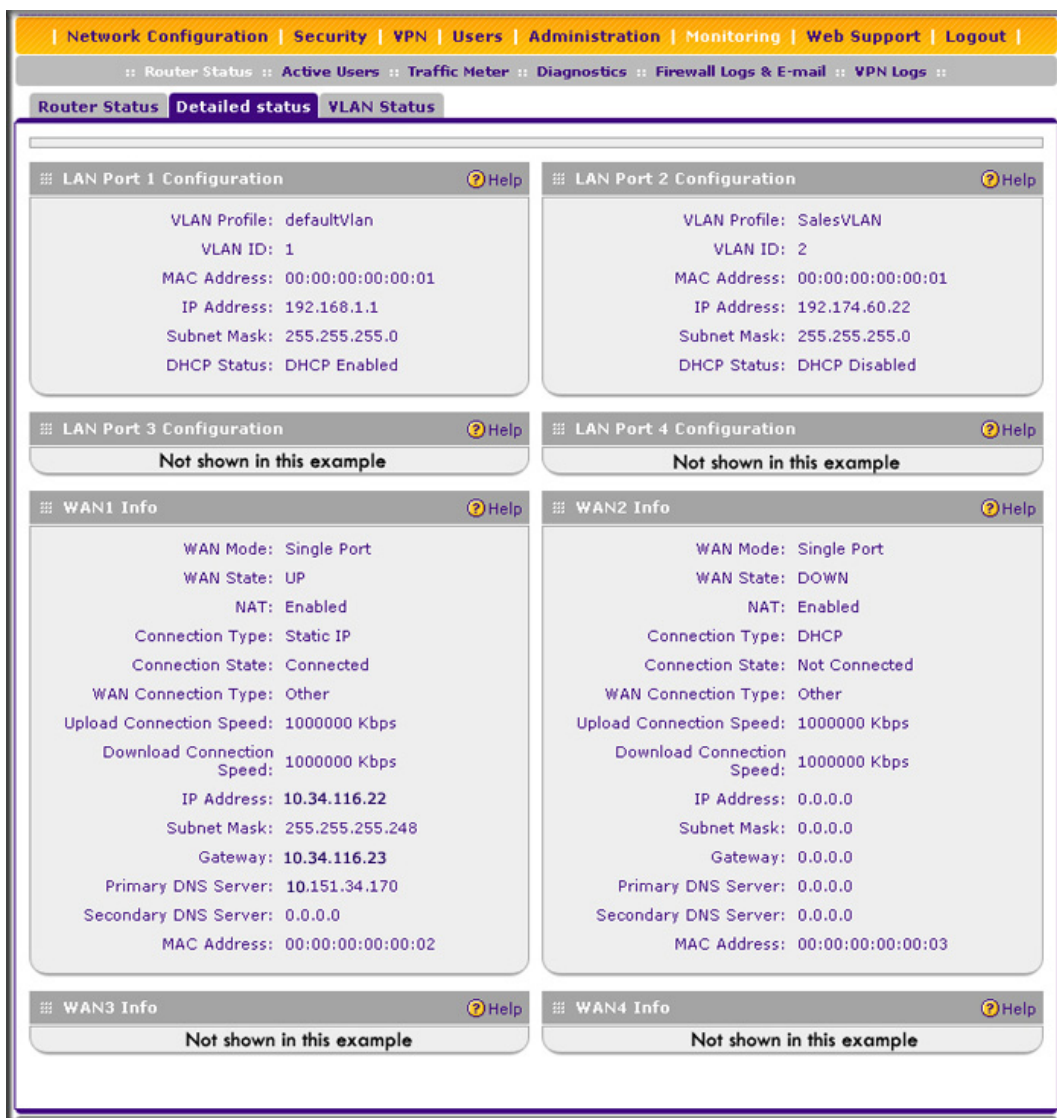 | Network Configuration | Security | VPN | Users | Administration | Monitoring | Web Support | Logout |
:: Router Status :: Active Users :: Traffic Meter :: Diagnostics :: Firewall Logs & E-mail :: VPN Logs ::
Router Status Detailed status VLAN Status
LAN Port 1 Configuration ? Help
VLAN Profile: defaultVlan
VLAN ID: 1
MAC Address: 00:00:00:00:00:01
IP Address: 192.168.1.1
Subnet Mask: 255.255.255.0
DHCP Status: DHCP Enabled
LAN Port 2 Configuration ? Help
VLAN Profile: SalesVLAN
VLAN ID: 2
MAC Address: 00:00:00:00:00:01
IP Address: 192.174.60.22
Subnet Mask: 255.255.255.0
DHCP Status: DHCP Disabled
LAN Port 3 Configuration ? Help
Not shown in this example
LAN Port 4 Configuration ? Help
Not shown in this example
WAN1 Info ? Help
WAN Mode: Single Port
WAN State: UP
NAT: Enabled
Connection Type: Static IP
Connection State: Connected
WAN Connection Type: Other
Upload Connection Speed: 1000000 Kbps
Download Connection
Speed: 1000000 Kbps
IP Address: 10.34.116.22
Subnet Mask: 255.255.255.248
Gateway: 10.34.116.23
Primary DNS Server: 10.151.34.170
Secondary DNS Server: 0.0.0.0
MAC Address: 00:00:00:00:00:02
WAN2 Info ? Help
WAN Mode: Single Port
WAN State: DOWN
NAT: Enabled
Connection Type: DHCP
Connection State: Not Connected
WAN Connection Type: Other
Upload Connection Speed: 1000000 Kbps
Download Connection
Speed: 1000000 Kbps
IP Address: 0.0.0.0
Subnet Mask: 0.0.0.0
Gateway: 0.0.0.0
Primary DNS Server: 0.0.0.0
Secondary DNS Server: 0.0.0.0
MAC Address: 00:00:00:00:00:03
WAN3 Info ? Help
Not shown in this example
WAN4 Info ? Help
Not shown in this example